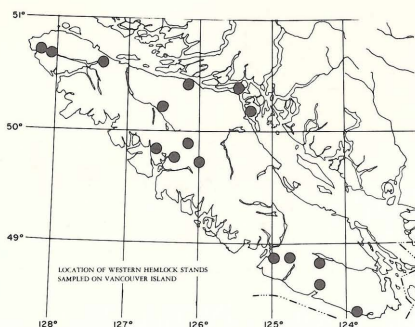 51°
50°
49°
LOCATION OF WESTERN HEMLOCK STANDS
SAMPLED ON VANCOUVER ISLAND
128° 127° 126° 125° 124°